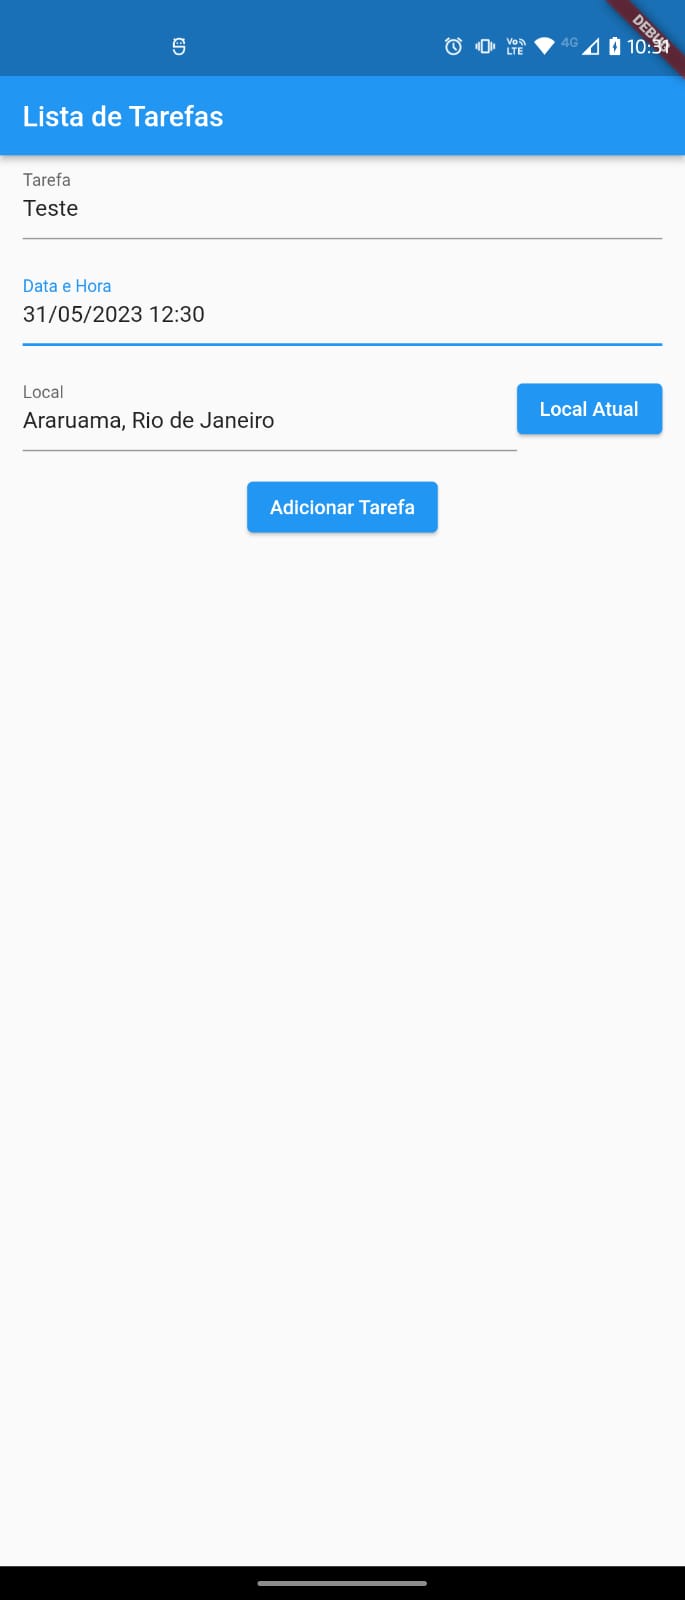 Vo LTE 4G 10:31
DEBUG
Lista de Tarefas
Tarefa
Teste
Data e Hora
31/05/2023 12:30
Local
Araruama, Rio de Janeiro
Local Atual
Adicionar Tarefa